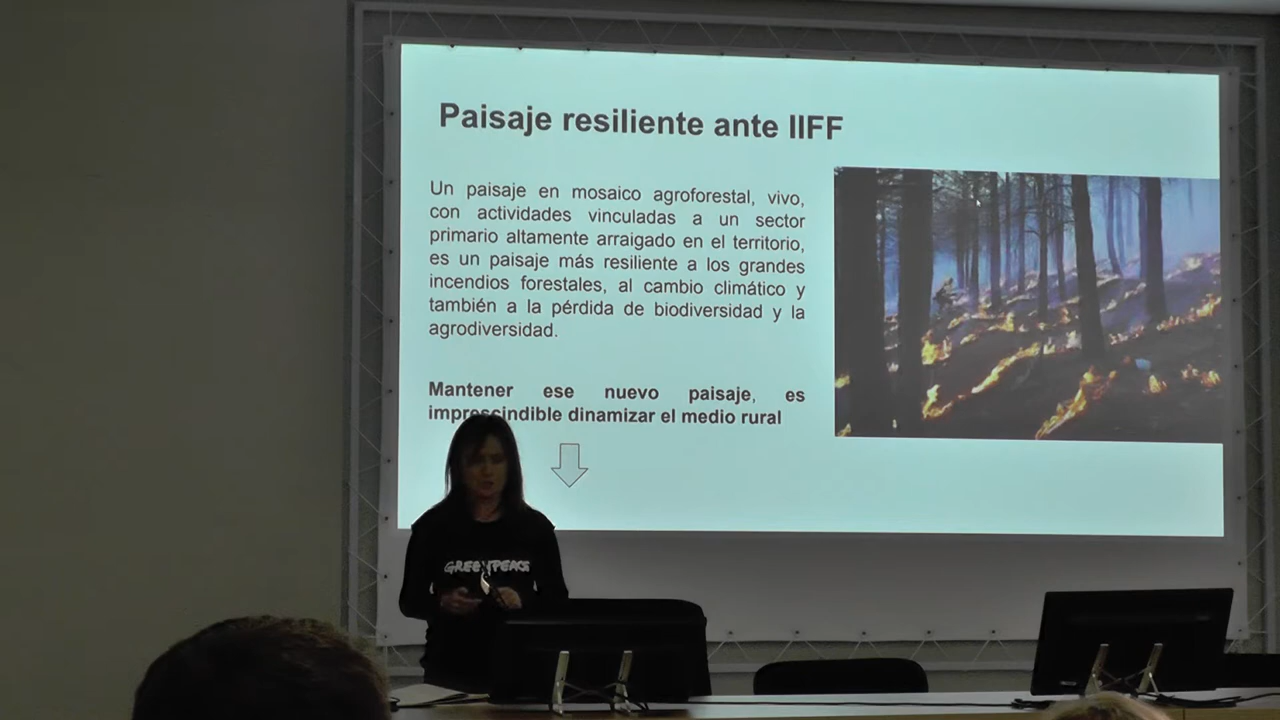 Paisaje resiliente ante IIFF
Un paisaje en mosaico agroforestal, vivo,
con actividades vinculadas a un sector
primario altamente arraigado en el territorio,
es un paisaje más resiliente a los grandes
incendios forestales, al cambio climático y
también a la pérdida de biodiversidad y la
agrodiversidad.
Mantener ese nuevo paisaje, es
imprescindible dinamizar el medio rural
GREENPEACE